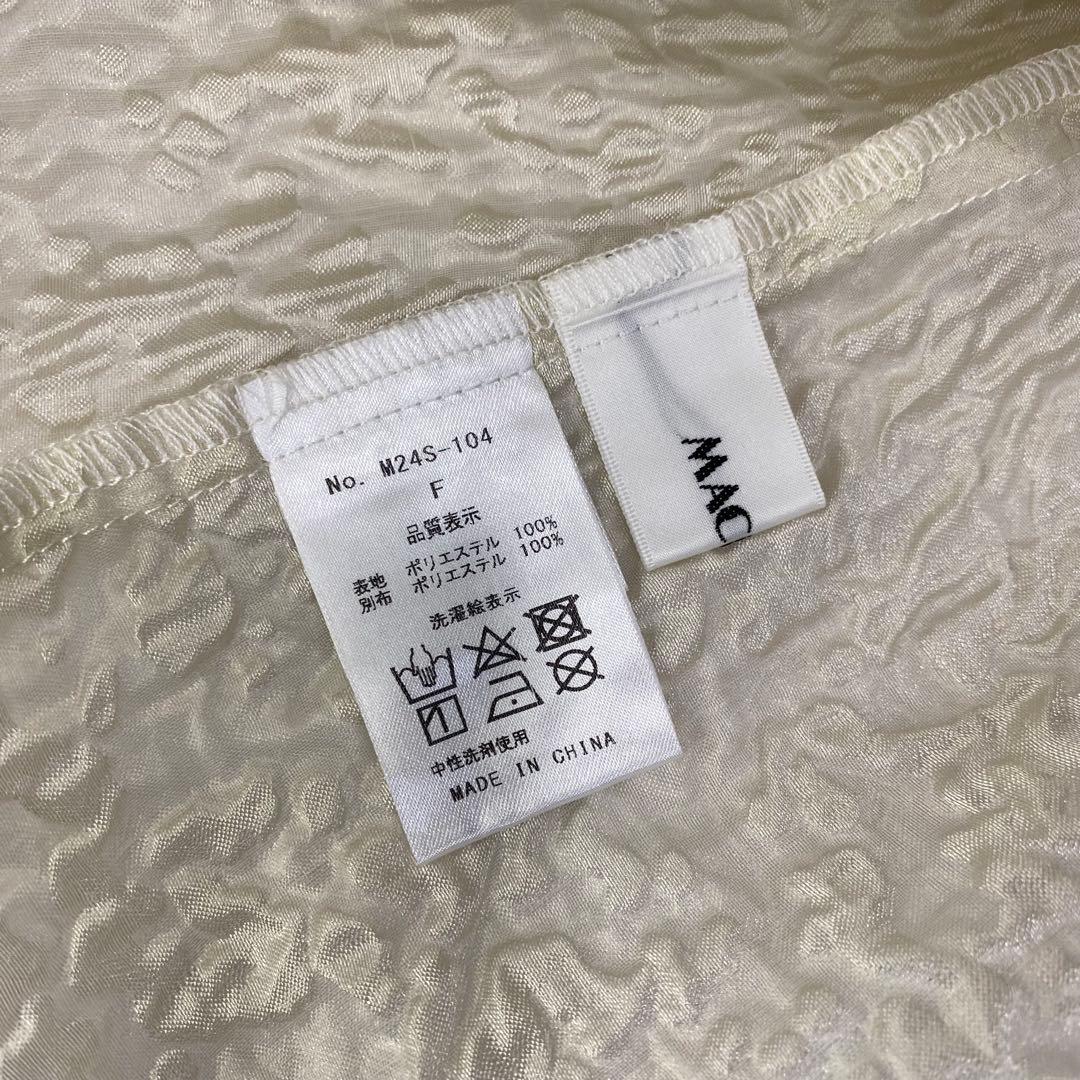 No. M24S-104
F
品質表示
表地 ポリエステル 100%
別布 ポリエステル 100%
洗濯絵表示
中性洗剤使用
MADE IN CHINA
MAC